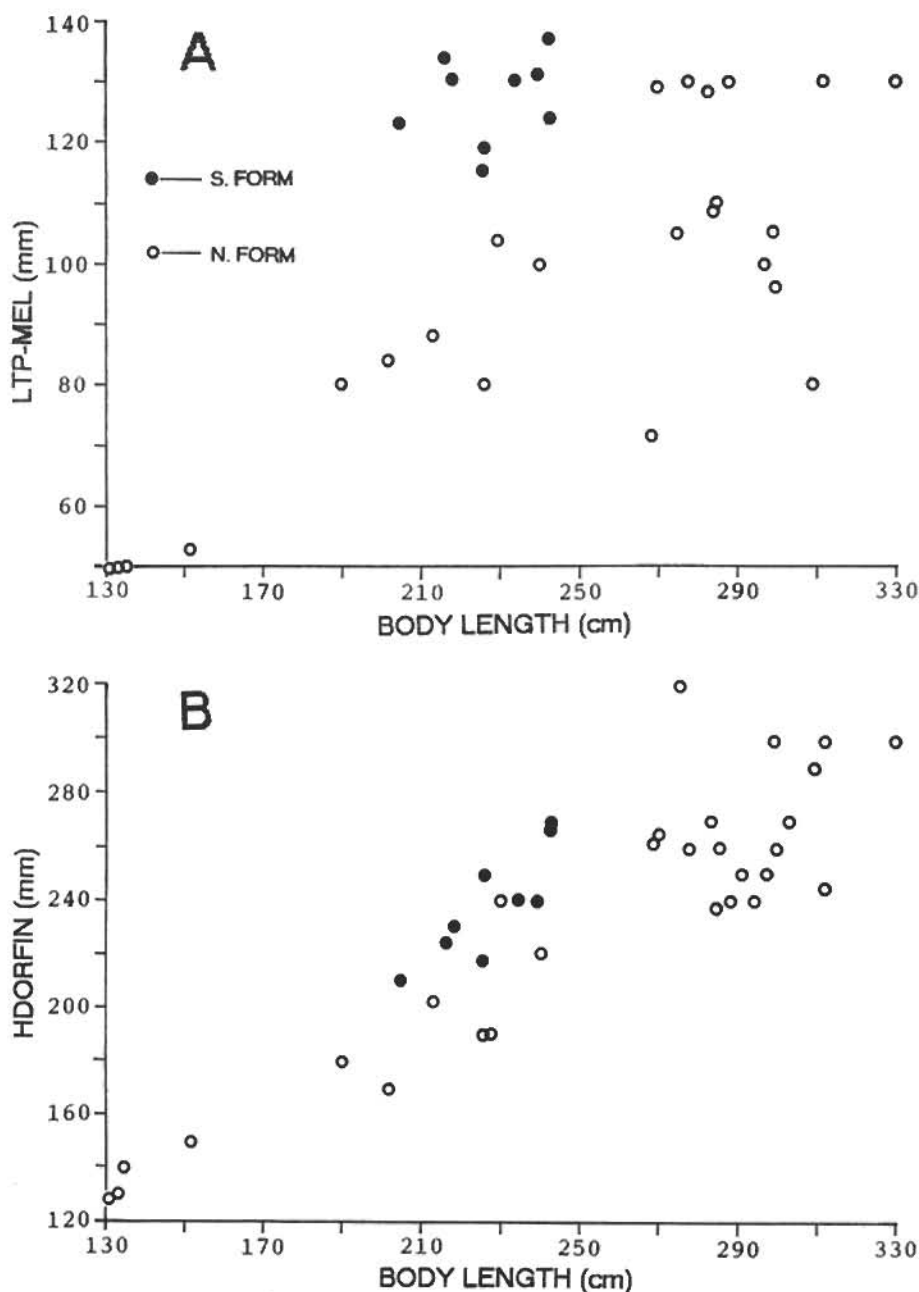 A
140
120
100
80
60
LTP-MEL (mm)
S. FORM
N. FORM
130 170 210 250 290 330
BODY LENGTH (cm)
B
320
280
240
200
160
120
HDORFIN (mm)
130 170 210 250 290 330
BODY LENGTH (cm)